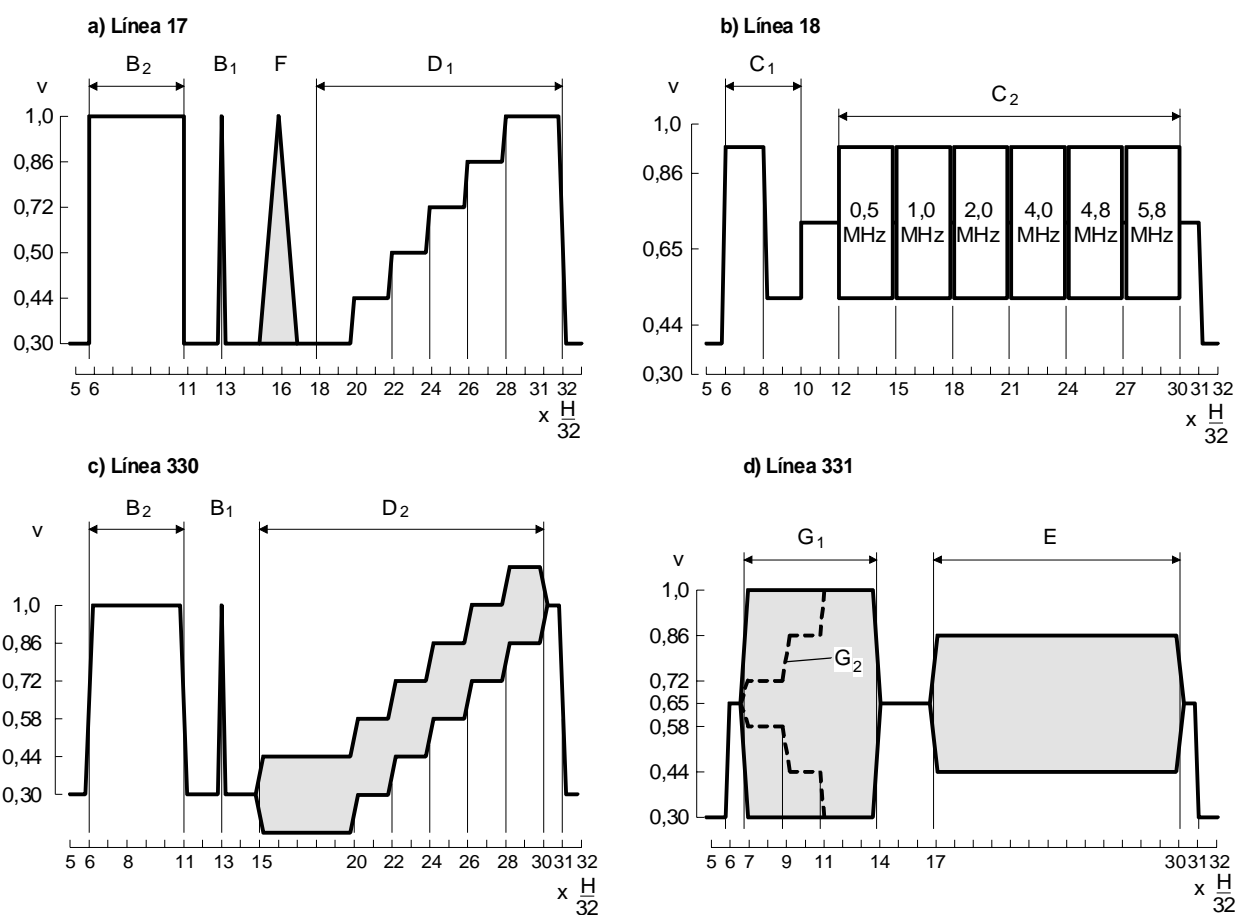 a) Línea 17
B2 B1 F D1
v
1,0
0,86
0,72
0,50
0,44
0,30
5 6 11 13 16 18 20 22 24 26 28 31 32
x H/32
b) Línea 18
C1
C2
v
1,0
0,86
0,65
0,44
0,30
0,5 MHz
1,0 MHz
2,0 MHz
4,0 MHz
4,8 MHz
5,8 MHz
5 6 8 10 12 15 18 21 24 27 30 31 32
x H/32
c) Línea 330
B2 B1 D2
v
1,0
0,86
0,72
0,58
0,44
0,30
5 6 8 11 13 15 20 22 24 26 28 30 31 32
x H/32
d) Línea 331
G1 E
v
1,0
0,86
0,72
0,65
0,58
0,44
0,30
G2
5 6 7 9 11 14 17 30 31 32
x H/32